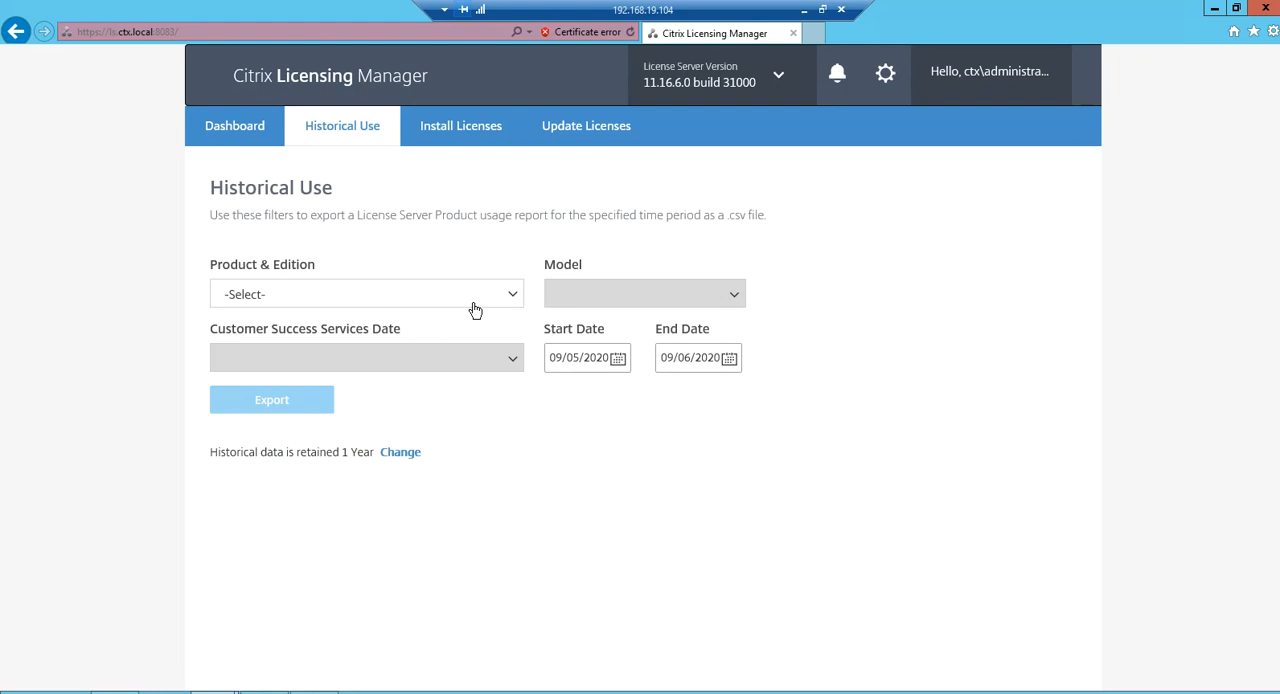 192.168.19.104
https://ls.ctx.local:8083/
Certificate error
Citrix Licensing Manager
Citrix Licensing Manager
License Server Version
11.16.6.0 build 31000
Hello, ctx\administra...
Dashboard
Historical Use
Install Licenses
Update Licenses
Historical Use
Use these filters to export a License Server Product usage report for the specified time period as a .csv file.
Product & Edition
Model
-Select-
Customer Success Services Date
Start Date
End Date
09/05/2020
09/06/2020
Export
Historical data is retained 1 Year Change